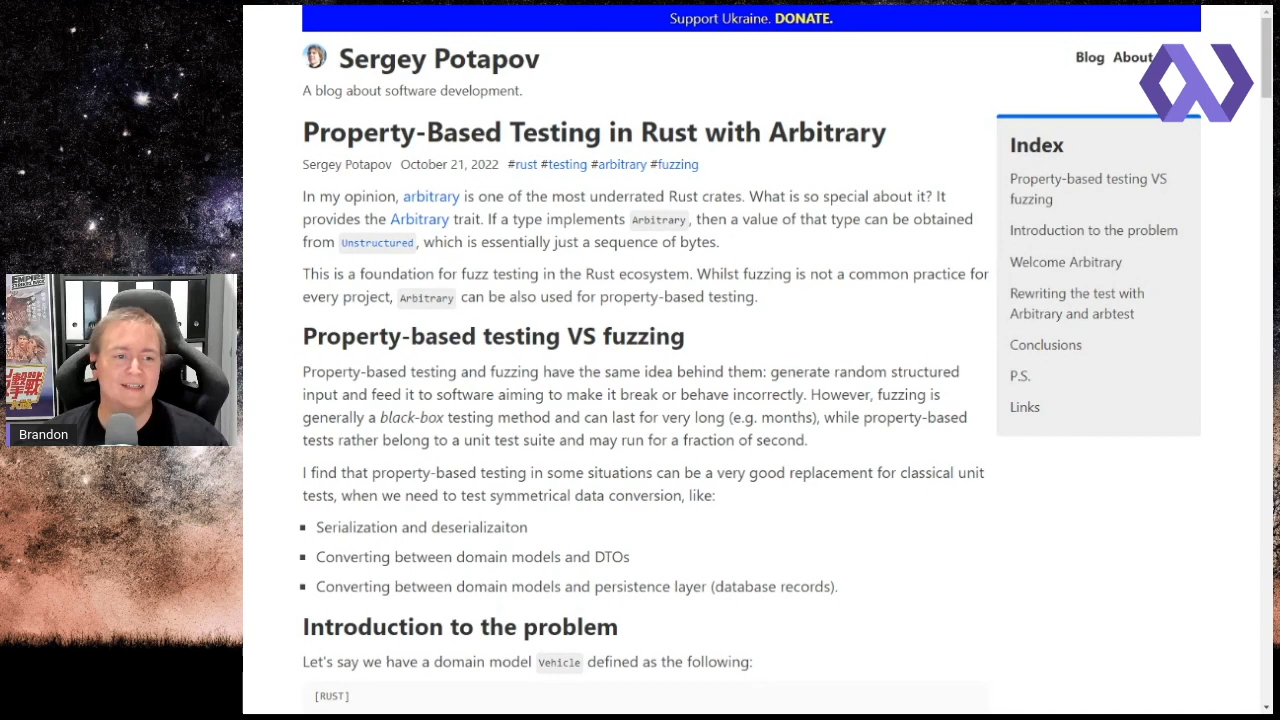 Support Ukraine. DONATE.
Sergey Potapov
Blog About
A blog about software development.
Property-Based Testing in Rust with Arbitrary
Sergey Potapov October 21, 2022 #rust #testing #arbitrary #fuzzing
In my opinion, arbitrary is one of the most underrated Rust crates. What is so special about it? It
provides the Arbitrary trait. If a type implements Arbitrary, then a value of that type can be obtained
from Unstructured, which is essentially just a sequence of bytes.
This is a foundation for fuzz testing in the Rust ecosystem. Whilst fuzzing is not a common practice for
every project, Arbitrary can be also used for property-based testing.
Property-based testing VS fuzzing
Property-based testing and fuzzing have the same idea behind them: generate random structured
input and feed it to software aiming to make it break or behave incorrectly. However, fuzzing is
generally a black-box testing method and can last for very long (e.g. months), while property-based
tests rather belong to a unit test suite and may run for a fraction of second.
I find that property-based testing in some situations can be a very good replacement for classical unit
tests, when we need to test symmetrical data conversion, like:
Serialization and deserializaiton
Converting between domain models and DTOs
Converting between domain models and persistence layer (database records).
Introduction to the problem
Let's say we have a domain model Vehicle defined as the following:
[RUST]
Index
Property-based testing VS
fuzzing
Introduction to the problem
Welcome Arbitrary
Rewriting the test with
Arbitrary and arbtest
Conclusions
P.S.
Links
Brandon